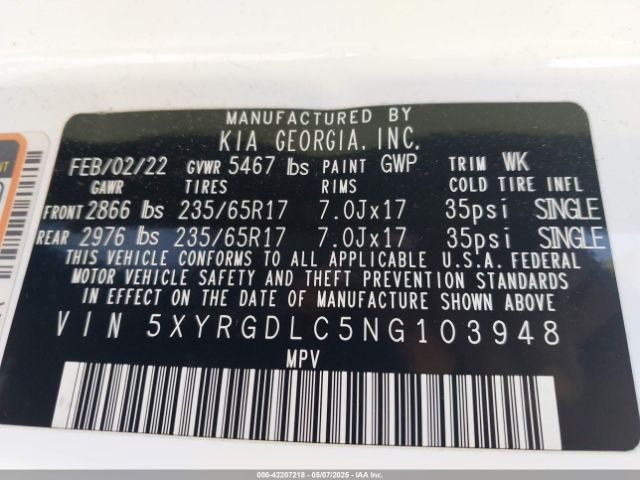 MANUFACTURED BY
KIA GEORGIA. INC.
FEB/02/22 GVWR 5467 lbs PAINT GWP TRIM WK
GAWR TIRES RIMS COLD TIRE INFL
FRONT 2866 lbs 235/65R17 7.0Jx17 35psi SINGLE
REAR 2976 lbs 235/65R17 7.0Jx17 35psi SINGLE
THIS VEHICLE CONFORMS TO ALL APPLICABLE U.S.A. FEDERAL
MOTOR VEHICLE SAFETY AND THEFT PREVENTION STANDARDS
IN EFFECT ON THE DATE OF MANUFACTURE SHOWN ABOVE
VIN 5XYRGDLC5NG103948
MPV
000-42207218 - 05/07/2025 - IAAI.COM